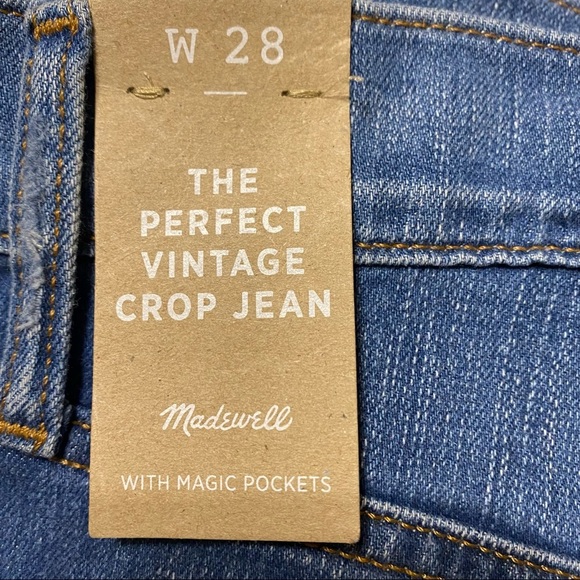 W 28
THE
PERFECT
VINTAGE
CROP JEAN
Madewell
WITH MAGIC POCKETS